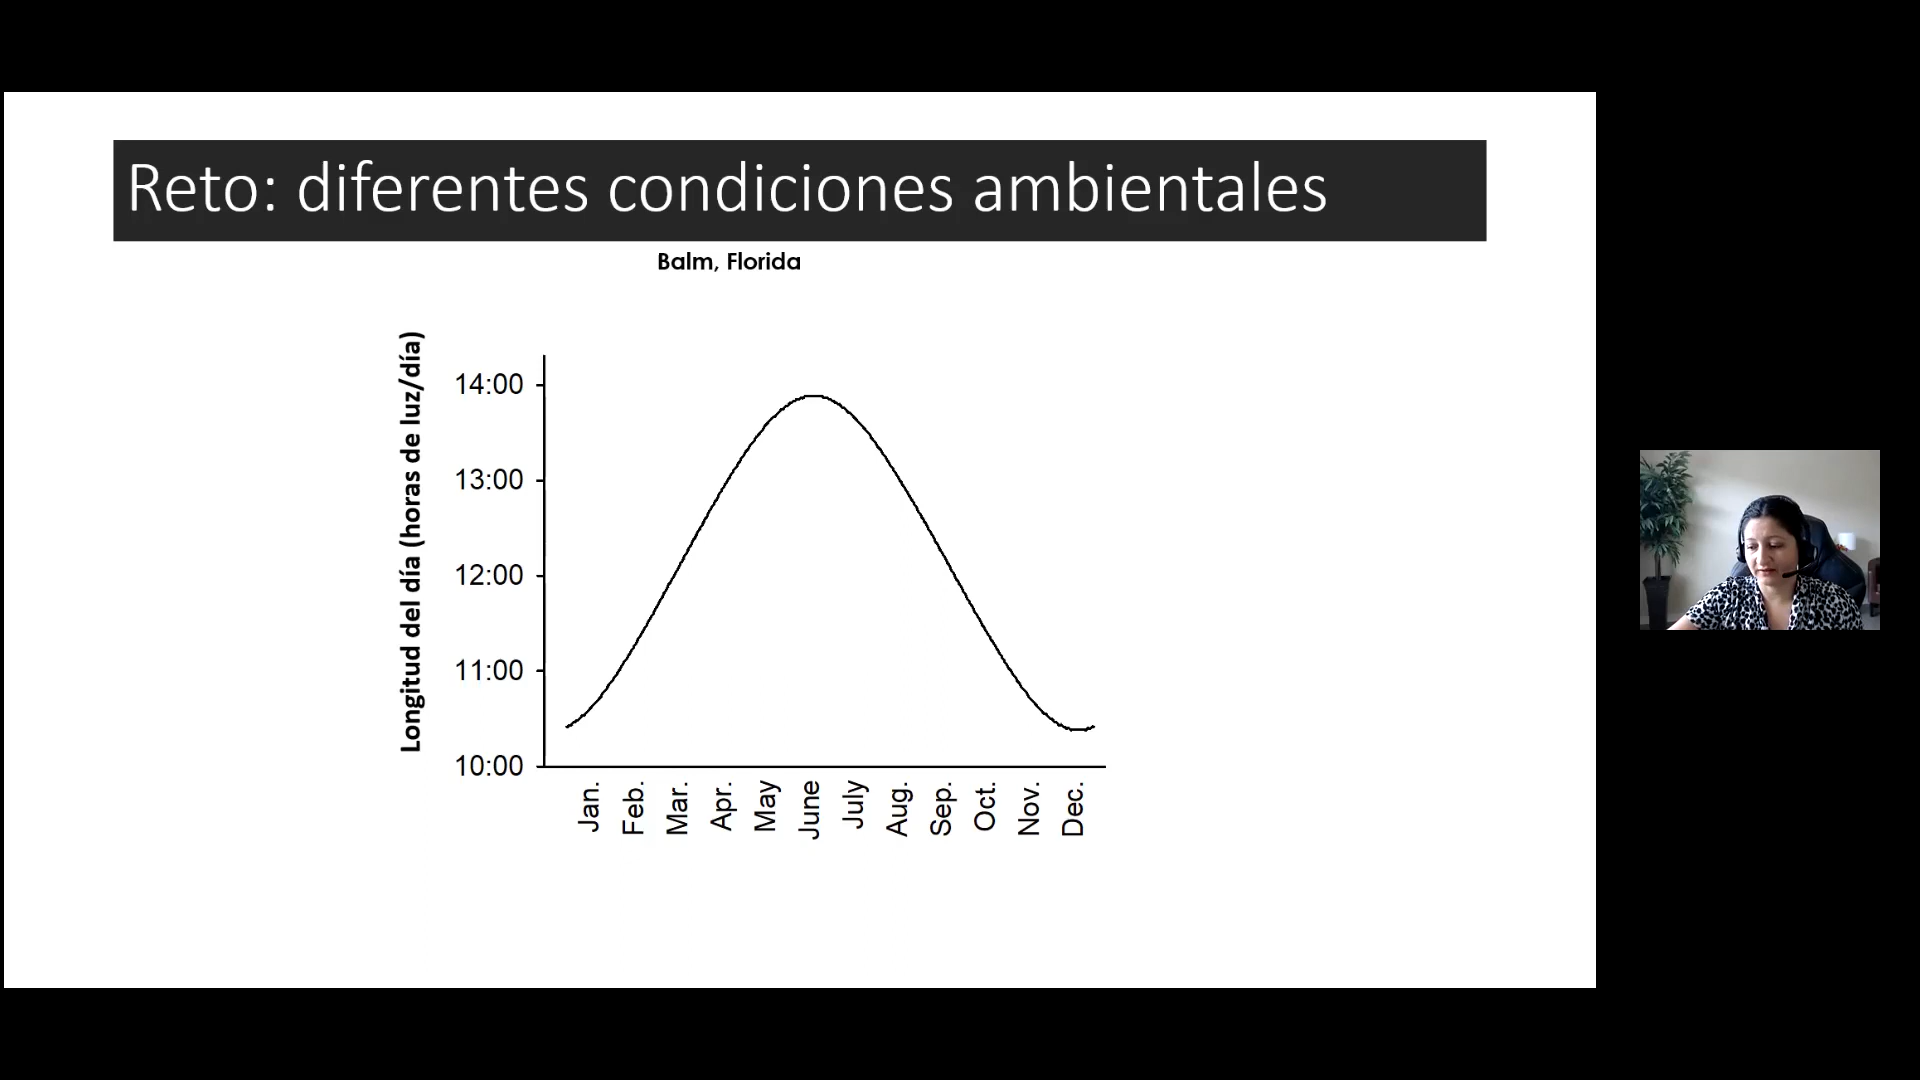 Reto: diferentes condiciones ambientales
Balm, Florida
Longitud del día (horas de luz/día)
14:00
13:00
12:00
11:00
10:00
Jan.
Feb.
Mar.
Apr.
May
June
July
Aug.
Sep.
Oct.
Nov.
Dec.